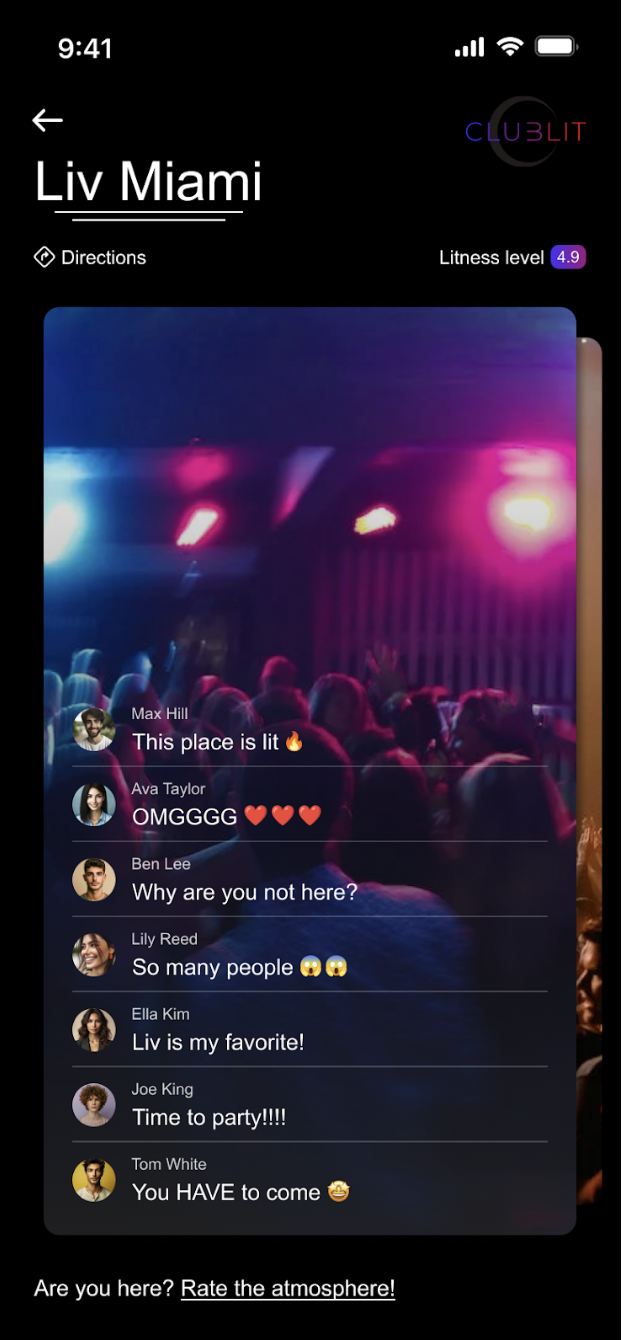 9:41
CLUBLIT
Liv Miami
Directions
Litness level 4.9
Max Hill
This place is lit 🔥
Ava Taylor
OMGGGG ❤️❤️❤️
Ben Lee
Why are you not here?
Lily Reed
So many people 😱😱
Ella Kim
Liv is my favorite!
Joe King
Time to party!!!!
Tom White
You HAVE to come 🤩
Are you here? Rate the atmosphere!